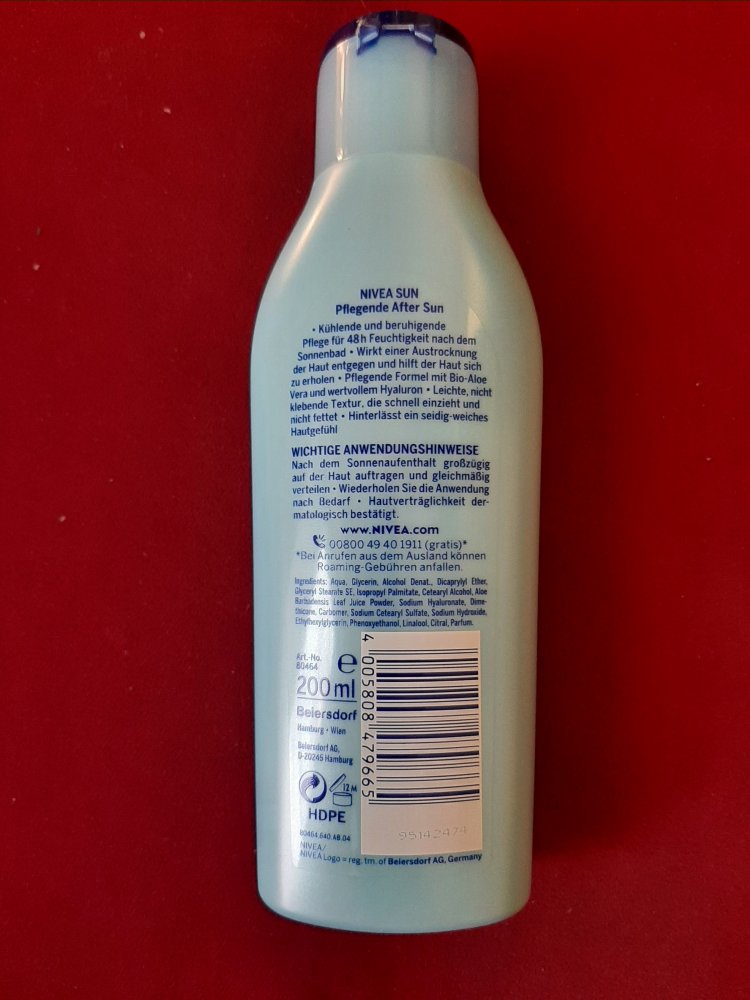 NIVEA SUN
Pflegende After Sun
• Kühlende und beruhigende
Pflege für 48h Feuchtigkeit nach dem
Sonnenbad • Wirkt einer Austrocknung
der Haut entgegen und hilft der Haut sich
zu erholen • Pflegende Formel mit Bio-Aloe
Vera und wertvollem Hyaluron • Leichte, nicht
klebende Textur, die schnell einzieht und
nicht fettet • Hinterlässt ein seidig-weiches
Hautgefühl
WICHTIGE ANWENDUNGSHINWEISE
Nach dem Sonnenaufenthalt großzügig
auf der Haut auftragen und gleichmäßig
verteilen • Wiederholen Sie die Anwendung
nach Bedarf • Hautverträglichkeit der-
matologisch bestätigt.
www.NIVEA.com
00800 49 40 1911 (gratis)*
*Bei Anrufen aus dem Ausland können
Roaming-Gebühren anfallen.
Ingredients: Aqua, Glycerin, Alcohol Denat., Dicaprylyl Ether,
Glyceryl Stearate SE, Isopropyl Palmitate, Cetearyl Alcohol, Aloe
Barbadensis Leaf Juice Powder, Sodium Hyaluronate, Dime-
thicone, Carbomer, Sodium Cetearyl Sulfate, Sodium Hydroxide,
Ethylhexylglycerin, Phenoxyethanol, Linalool, Citral, Parfum.
Art.-No.
80464
e
200ml
Beiersdorf
Hamburg • Wien
Beiersdorf AG,
D-20245 Hamburg
12 M
HDPE
80464.640.AB.04
NIVEA/
NIVEA Logo = reg. tm. of Beiersdorf AG, Germany
4 005808 479665
95142474